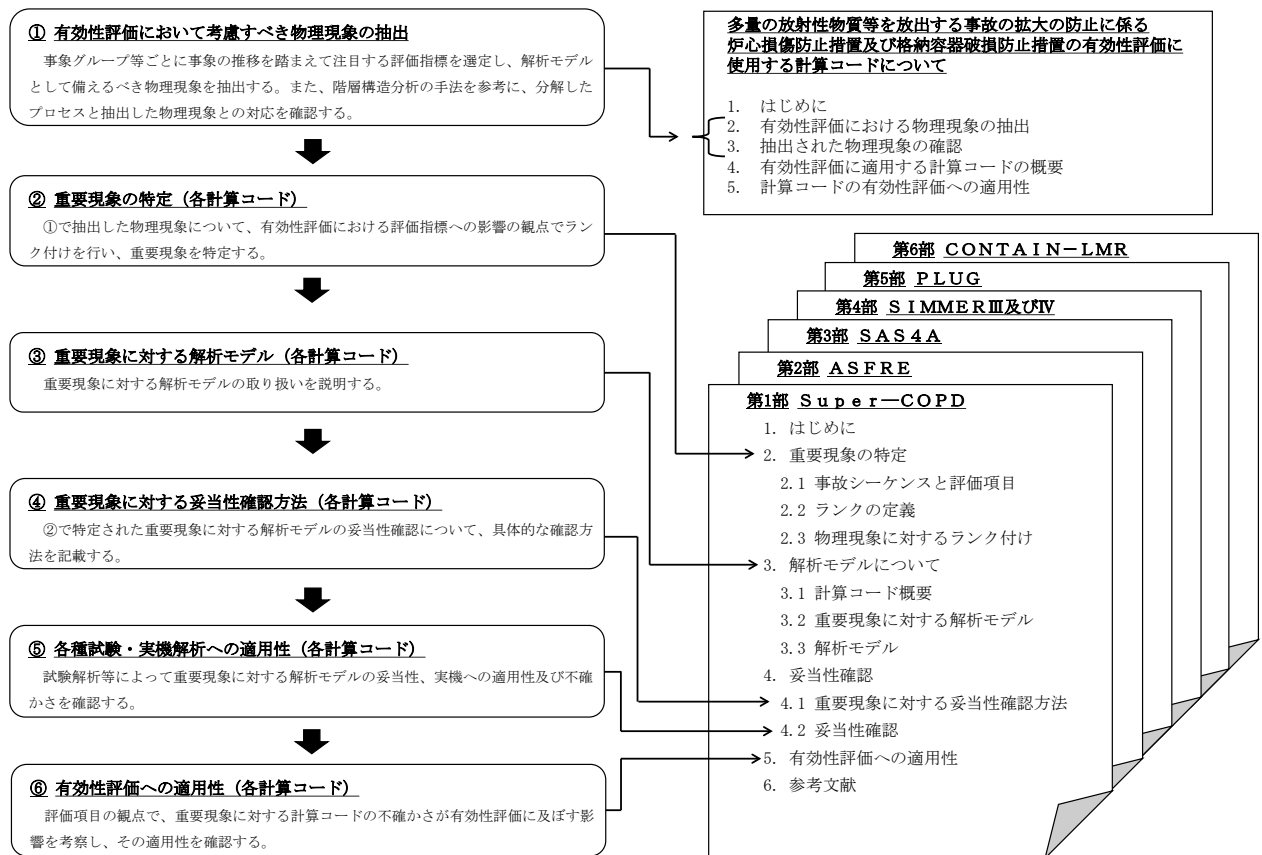 ① 有効性評価において考慮すべき物理現象の抽出
事象グループ等ごとに事象の推移を踏まえて注目する評価指標を選定し、解析モデル
として備えるべき物理現象を抽出する。また、階層構造分析の手法を参考に、分解した
プロセスと抽出した物理現象との対応を確認する。
② 重要現象の特定（各計算コード）
①で抽出した物理現象について、有効性評価における評価指標への影響の観点でラン
ク付けを行い、重要現象を特定する。
③ 重要現象に対する解析モデル（各計算コード）
重要現象に対する解析モデルの取り扱いを説明する。
④ 重要現象に対する妥当性確認方法（各計算コード）
②で特定された重要現象に対する解析モデルの妥当性確認について、具体的な確認方
法を記載する。
⑤ 各種試験・実機解析への適用性（各計算コード）
試験解析等によって重要現象に対する解析モデルの妥当性、実機への適用性及び不確
かさを確認する。
⑥ 有効性評価への適用性（各計算コード）
評価項目の観点で、重要現象に対する計算コードの不確かさが有効性評価に及ぼす影
響を考察し、その適用性を確認する。
多量の放射性物質等を放出する事故の拡大の防止に係る
炉心損傷防止措置及び格納容器破損防止措置の有効性評価に
使用する計算コードについて
1. はじめに
2. 有効性評価における物理現象の抽出
3. 抽出された物理現象の確認
4. 有効性評価に適用する計算コードの概要
5. 計算コードの有効性評価への適用性
第6部 ＣＯＮＴＡＩＮ－ＬＭＲ
第5部 ＰＬＵＧ
第4部 ＳＩＭＭＥＲⅢ及びⅣ
第3部 ＳＡＳ４Ａ
第2部 ＡＳＦＲＥ
第1部 Ｓｕｐｅｒ―ＣＯＰＤ
1. はじめに
2. 重要現象の特定
2.1 事故シーケンスと評価項目
2.2 ランクの定義
2.3 物理現象に対するランク付け
3. 解析モデルについて
3.1 計算コード概要
3.2 重要現象に対する解析モデル
3.3 解析モデル
4. 妥当性確認
4.1 重要現象に対する妥当性確認方法
4.2 妥当性確認
5. 有効性評価への適用性
6. 参考文献